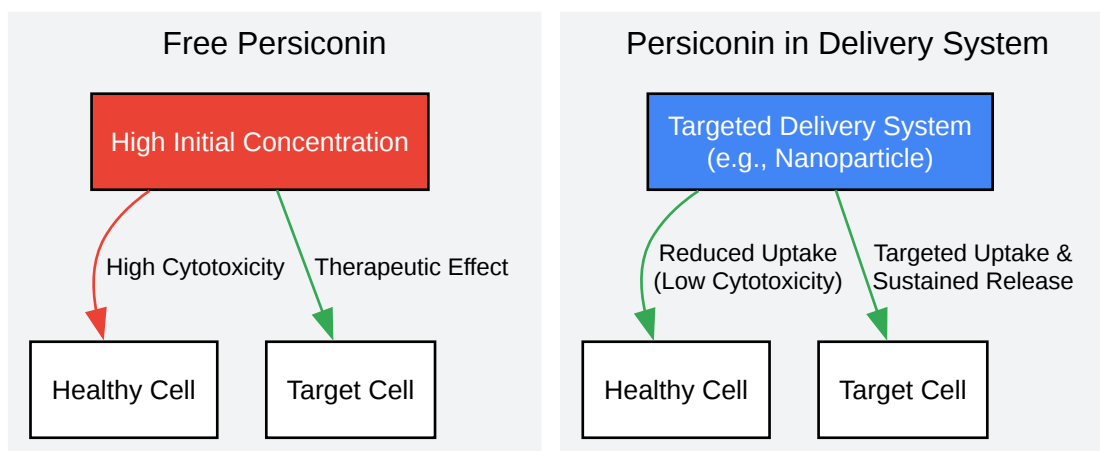 Free Persiconin
High Initial Concentration
High Cytotoxicity
Therapeutic Effect
Healthy Cell
Target Cell
Persiconin in Delivery System
Targeted Delivery System
(e.g., Nanoparticle)
Reduced Uptake
(Low Cytotoxicity)
Targeted Uptake &
Sustained Release
Healthy Cell
Target Cell